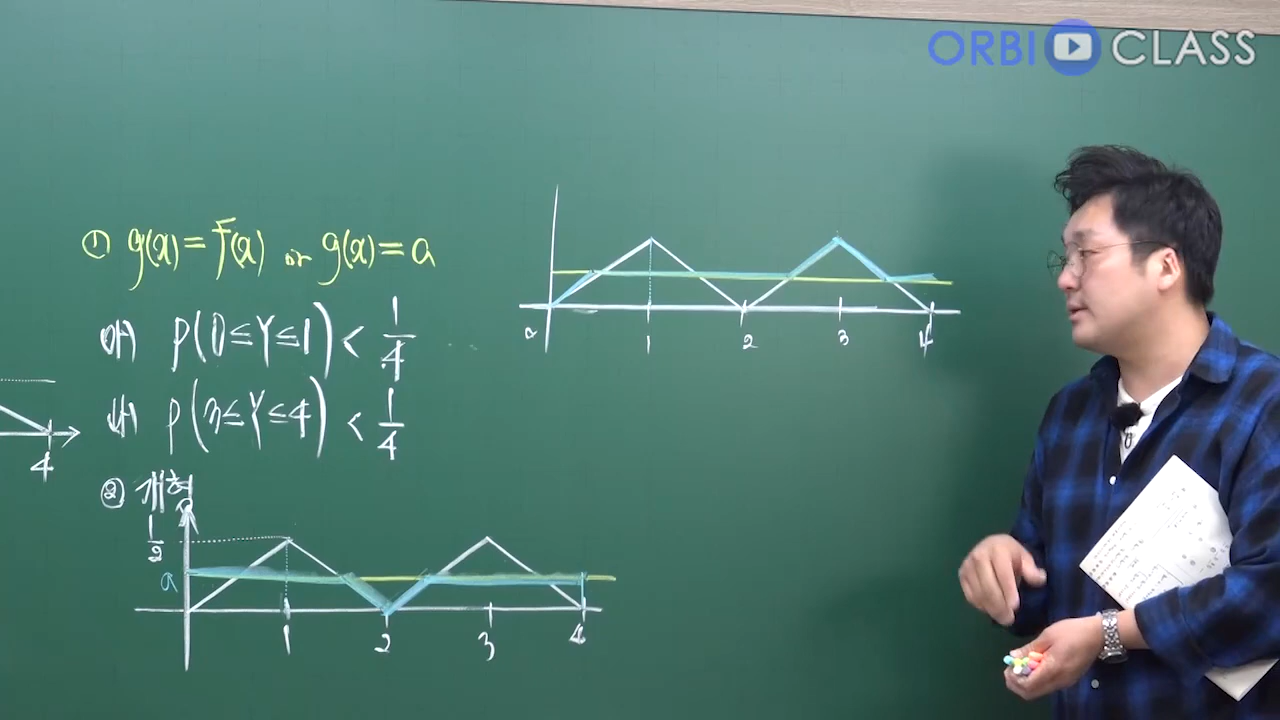 ORBI CLASS
① g(x)=f(x) or g(x)=a
(가) P(0≤Y≤1)<1/4
(나) P(3≤Y≤4)<1/4
② 개형
1/2
a
1 2 3 4
0 1 2 3 4
4